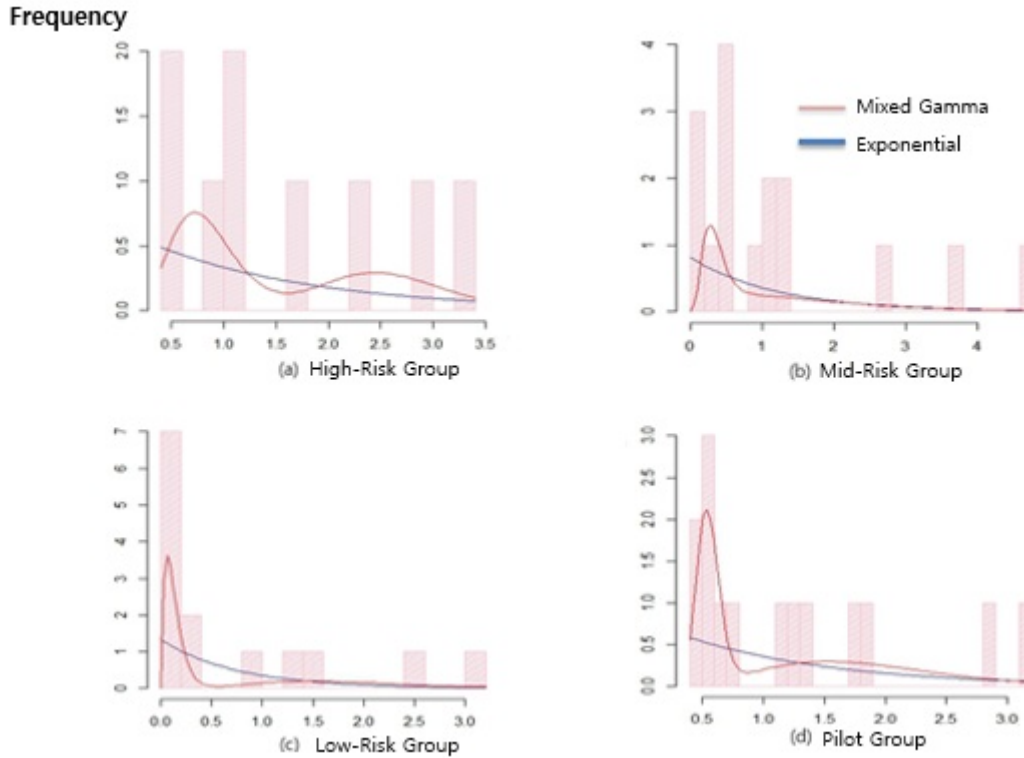 Frequency
2.0
1.5
1.0
0.5
0.0
0.5 1.0 1.5 2.0 2.5 3.0 3.5
(a) High-Risk Group
4
3
2
1
0
Mixed Gamma
Exponential
0 1 2 3 4
(b) Mid-Risk Group
7
6
5
4
3
2
1
0
0.0 0.5 1.0 1.5 2.0 2.5 3.0
(c) Low-Risk Group
3.0
2.5
2.0
1.5
1.0
0.5
0.0
0.5 1.0 1.5 2.0 2.5 3.0
(d) Pilot Group